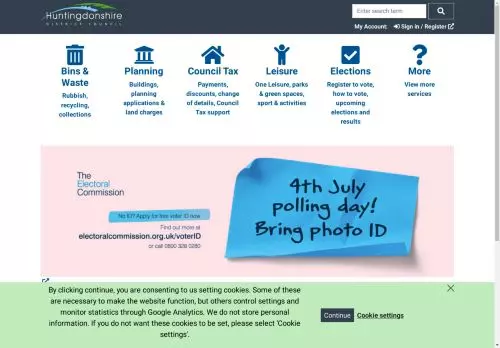 Huntingdonshire
DISTRICT COUNCIL
Enter search term
My Account:
Sign in / Register
Bins &
Waste
Rubbish,
recycling,
collections
Planning
Buildings,
planning
applications &
land charges
Council Tax
Payments,
discounts, change
of details, Council
Tax support
Leisure
One Leisure, parks
& green spaces,
sport & activities
Elections
Register to vote,
how to vote,
upcoming
elections and
results
More
View more
services
The
Electoral
Commission
No ID? Apply for free voter ID now
Find out more at
electoralcommission.org.uk/voterID
or call 0800 328 0280
4th July
polling day!
Bring photo ID
By clicking continue, you are consenting to us setting cookies. Some of these
are necessary to make the website function, but others control settings and
monitor statistics through Google Analytics. We do not store personal
information. If you do not want these cookies to be set, please select 'Cookie
settings'.
Continue
Cookie settings